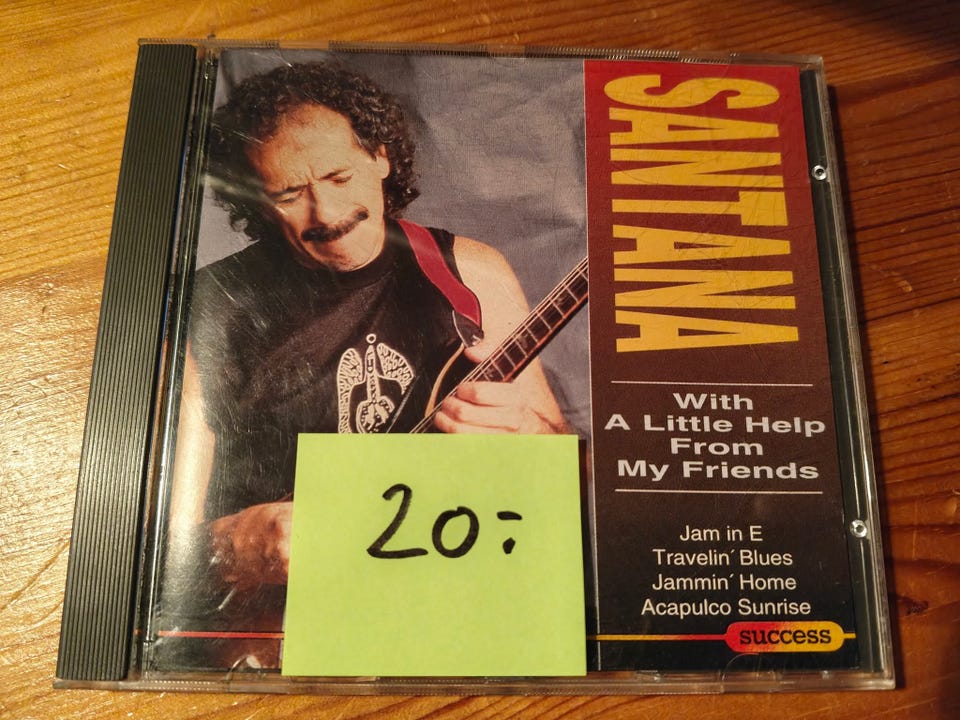 SANTANA
With
A Little Help
From
My Friends
Jam in E
Travelin´ Blues
Jammin´ Home
Acapulco Sunrise
success
20:-